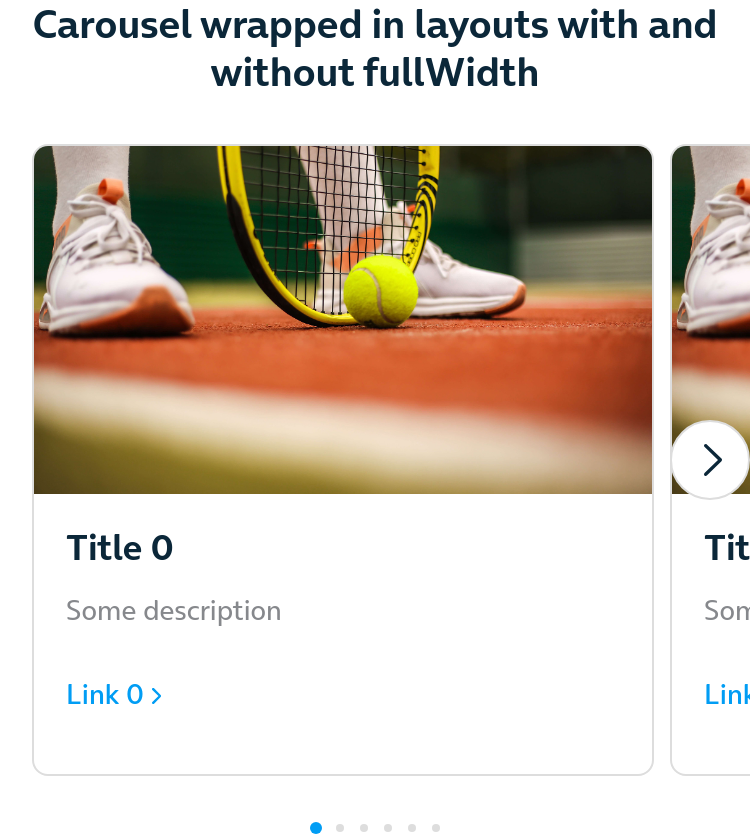 Carousel wrapped in layouts with and
without fullWidth
Title 0
Some description
Link 0
Tit
Som
Link